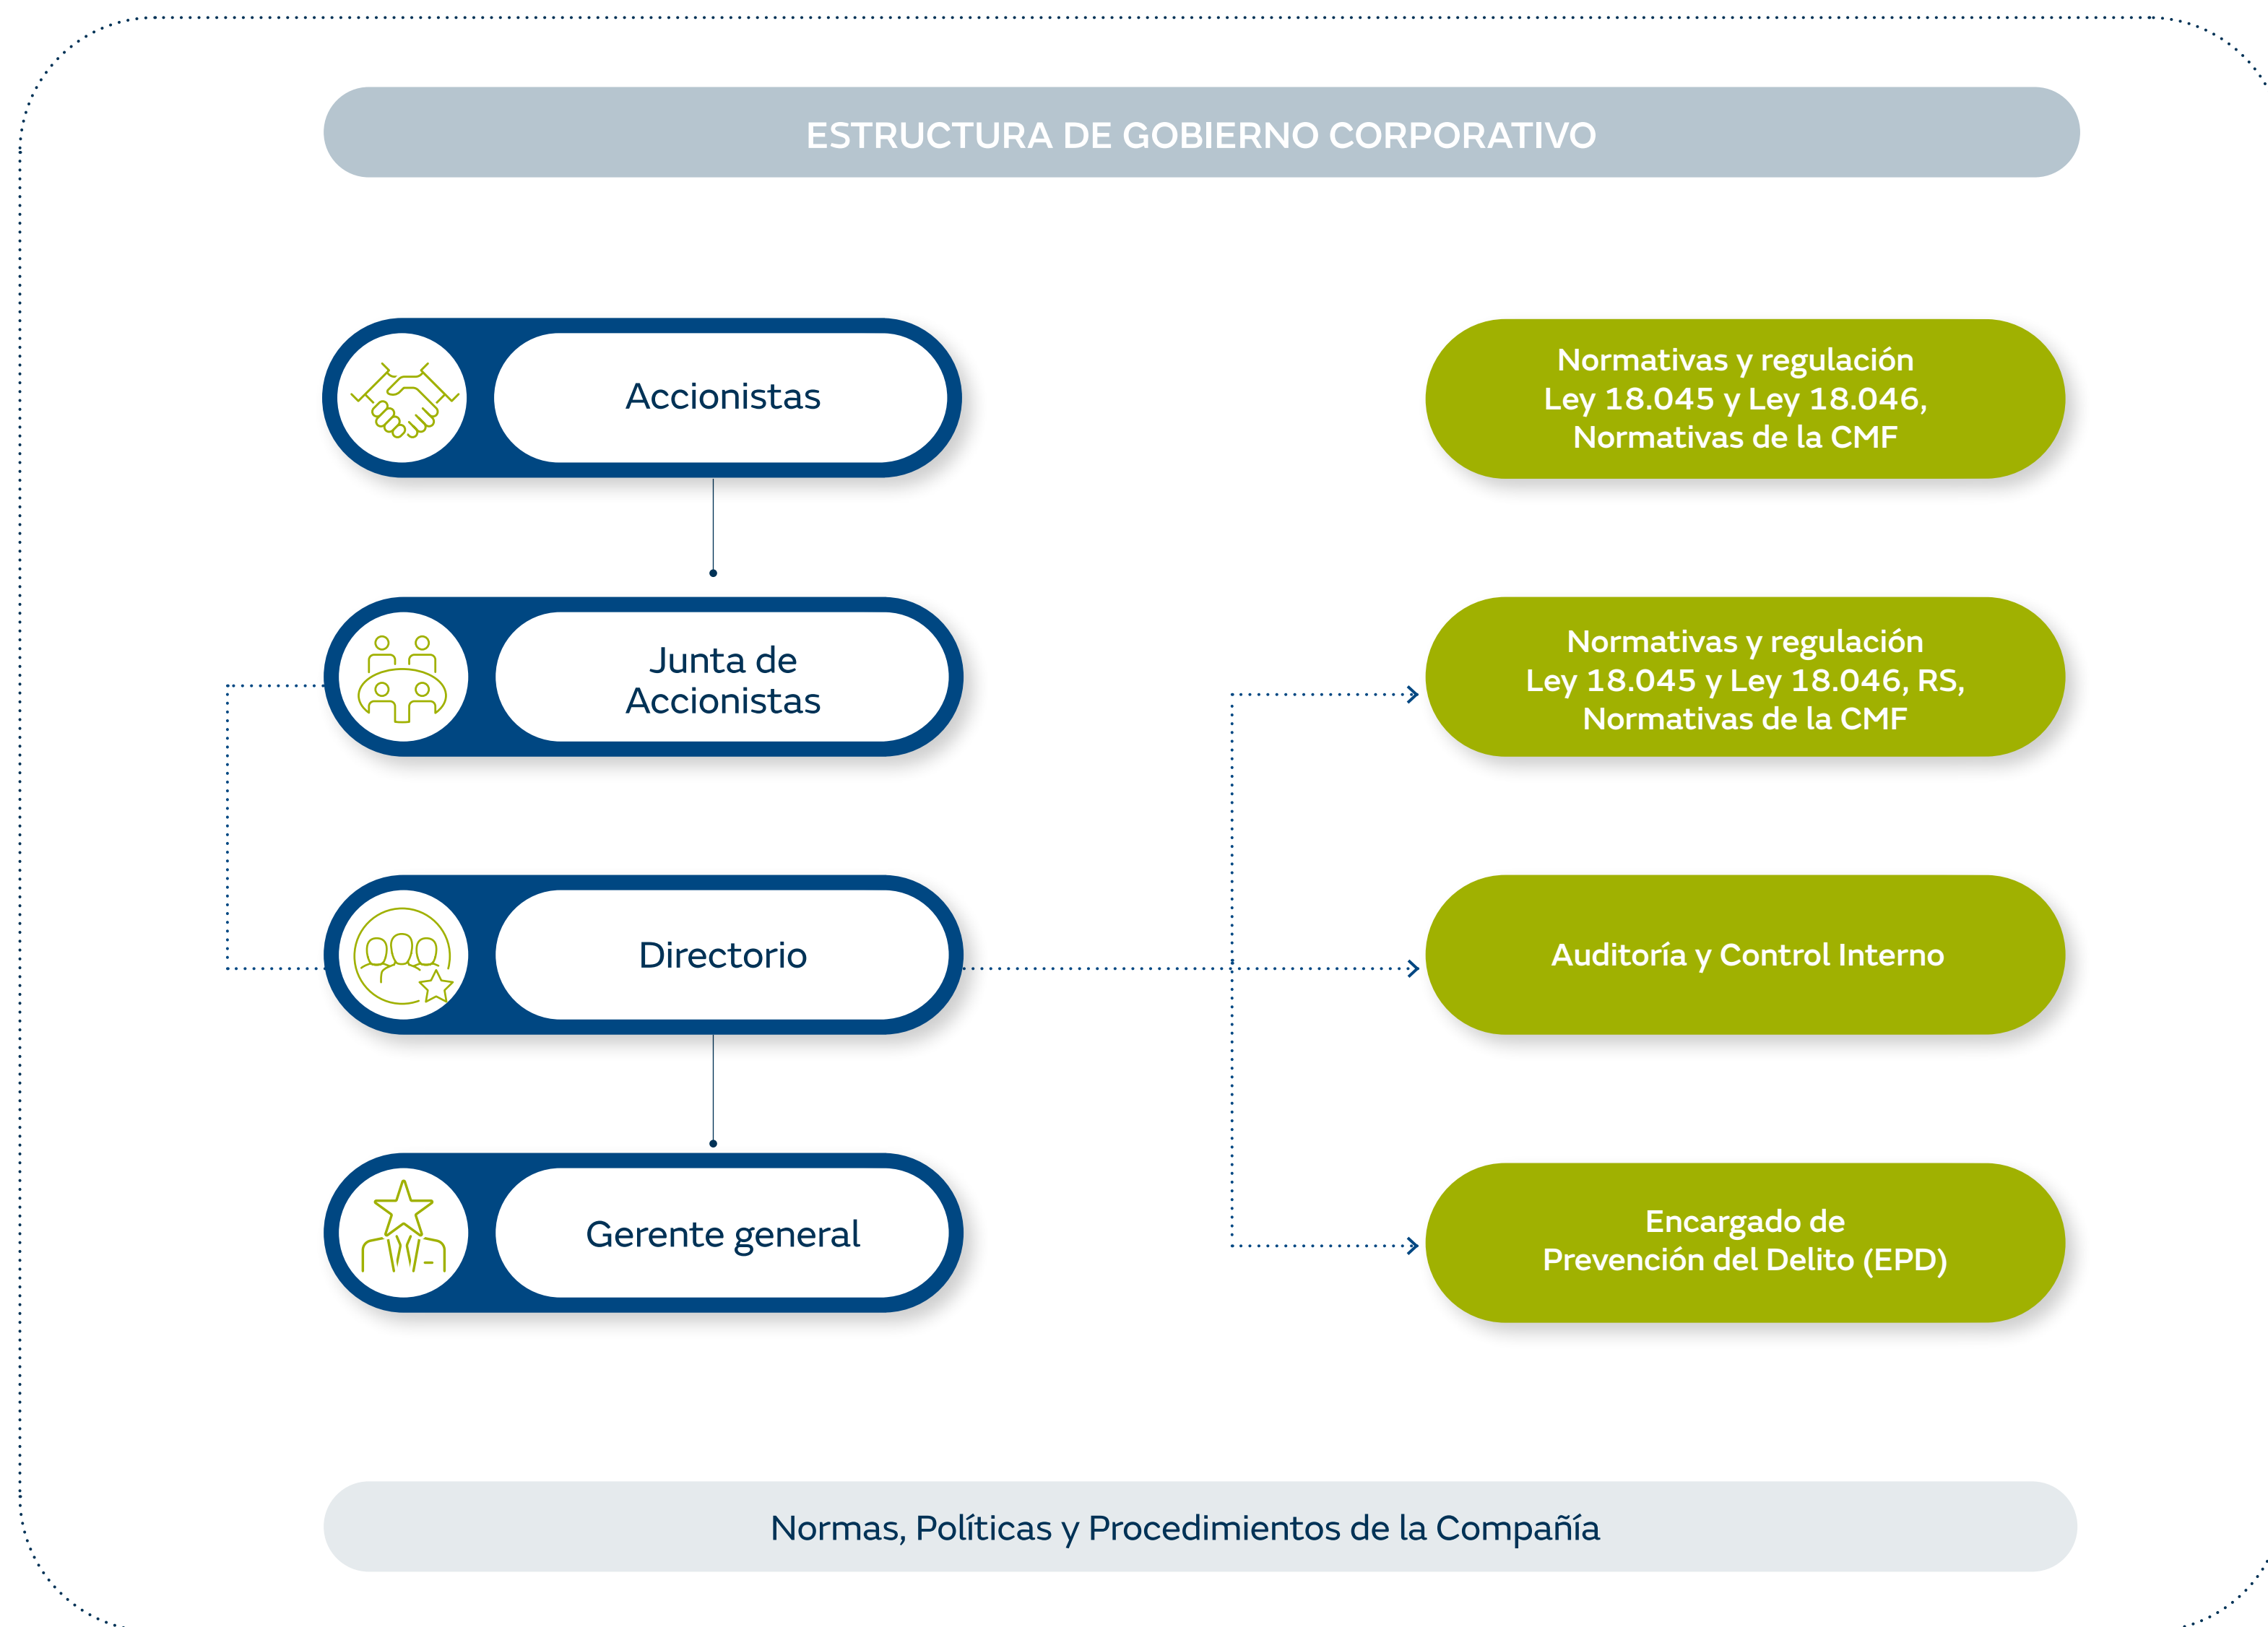 ESTRUCTURA DE GOBIERNO CORPORATIVO
Accionistas
Normativas y regulación
Ley 18.045 y Ley 18.046,
Normativas de la CMF
Junta de
Accionistas
Normativas y regulación
Ley 18.045 y Ley 18.046, RS,
Normativas de la CMF
Directorio
Auditoría y Control Interno
Gerente general
Encargado de
Prevención del Delito (EPD)
Normas, Políticas y Procedimientos de la Compañía